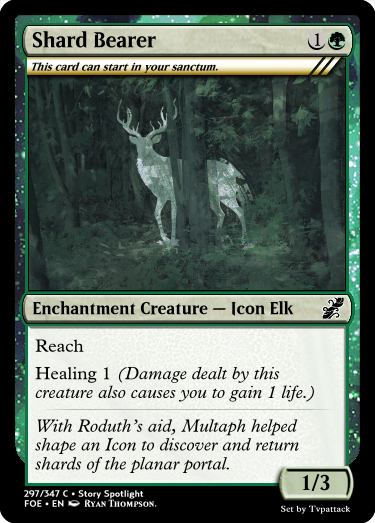 Shard Bearer 1
This card can start in your sanctum.
Enchantment Creature — Icon Elk
Reach
Healing 1 (Damage dealt by this
creature also causes you to gain 1 life.)
With Roduth's aid, Multaph helped
shape an Icon to discover and return
shards of the planar portal.
1/3
297/347 C • Story Spotlight
FOE • EN Ryan Thompson.
Set by Tvpattack